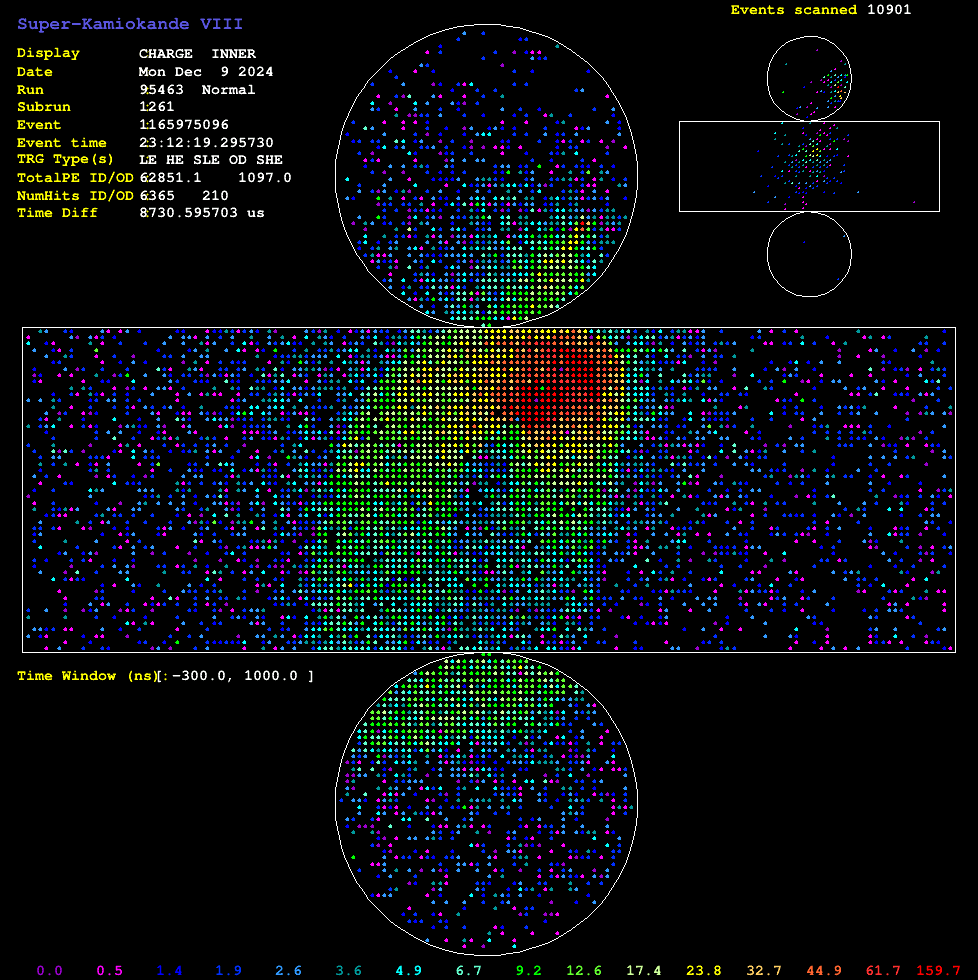 Super-Kamiokande VIII
Events scanned 10901
Display CHARGE INNER
Date Mon Dec 9 2024
Run 95463 Normal
Subrun 1261
Event 1165975096
Event time 23:12:19.295730
TRG Type(s) LE HE SLE OD SHE
TotalPE ID/OD 62851.1 1097.0
NumHits ID/OD 6365 210
Time Diff 8730.595703 us
Time Window (ns) [: -300.0, 1000.0 ]
0.0 0.5 1.4 1.9 2.6 3.6 4.9 6.7 9.2 12.6 17.4 23.8 32.7 44.9 61.7 159.7